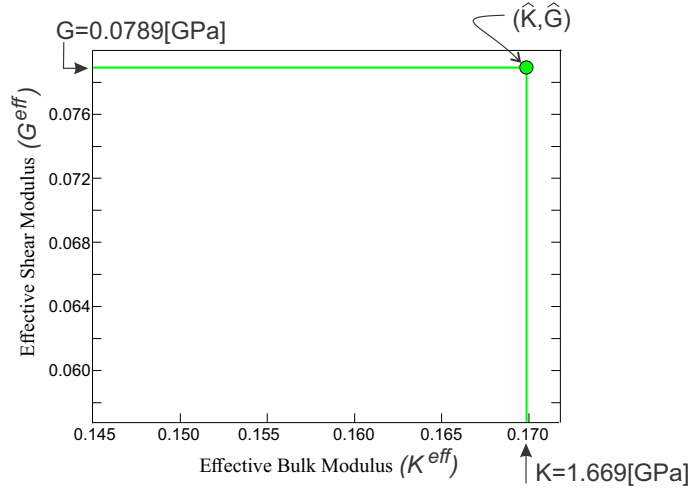 (K̂,Ĝ)
G=0.0789[GPa]
0.076
0.072
0.068
0.064
0.060
Effective Shear Modulus (G^eff)
0.145 0.150 0.155 0.160 0.165 0.170
Effective Bulk Modulus (K^eff)
K=1.669[GPa]